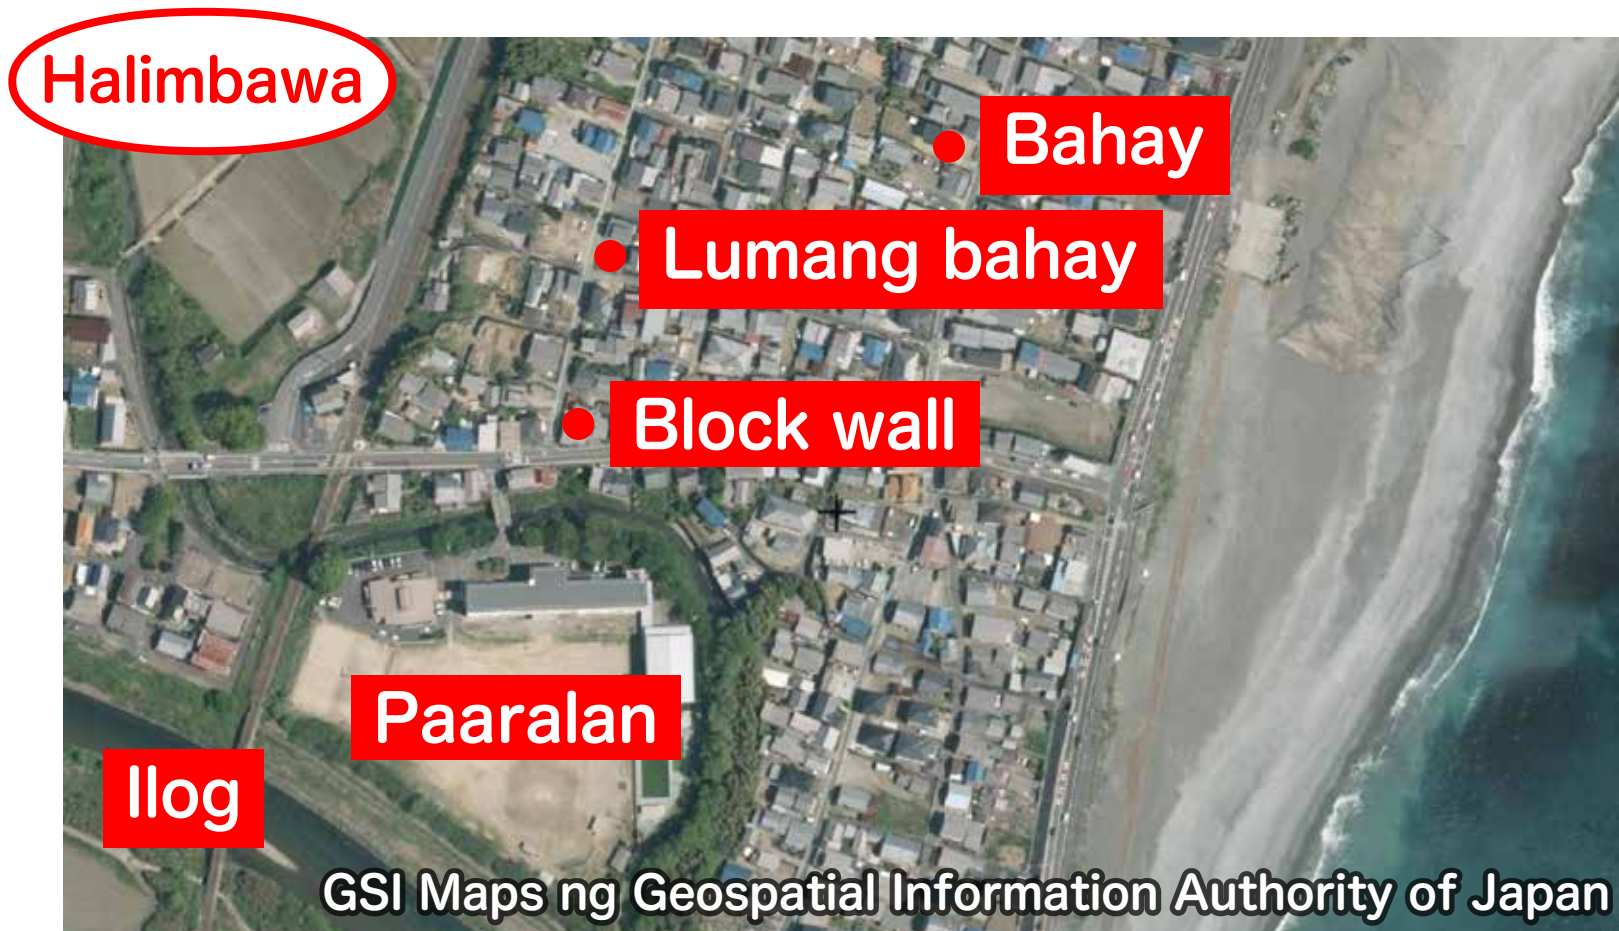 Halimbawa
Bahay
Lumang bahay
Block wall
Paaralan
Ilog
GSI Maps ng Geospatial Information Authority of Japan